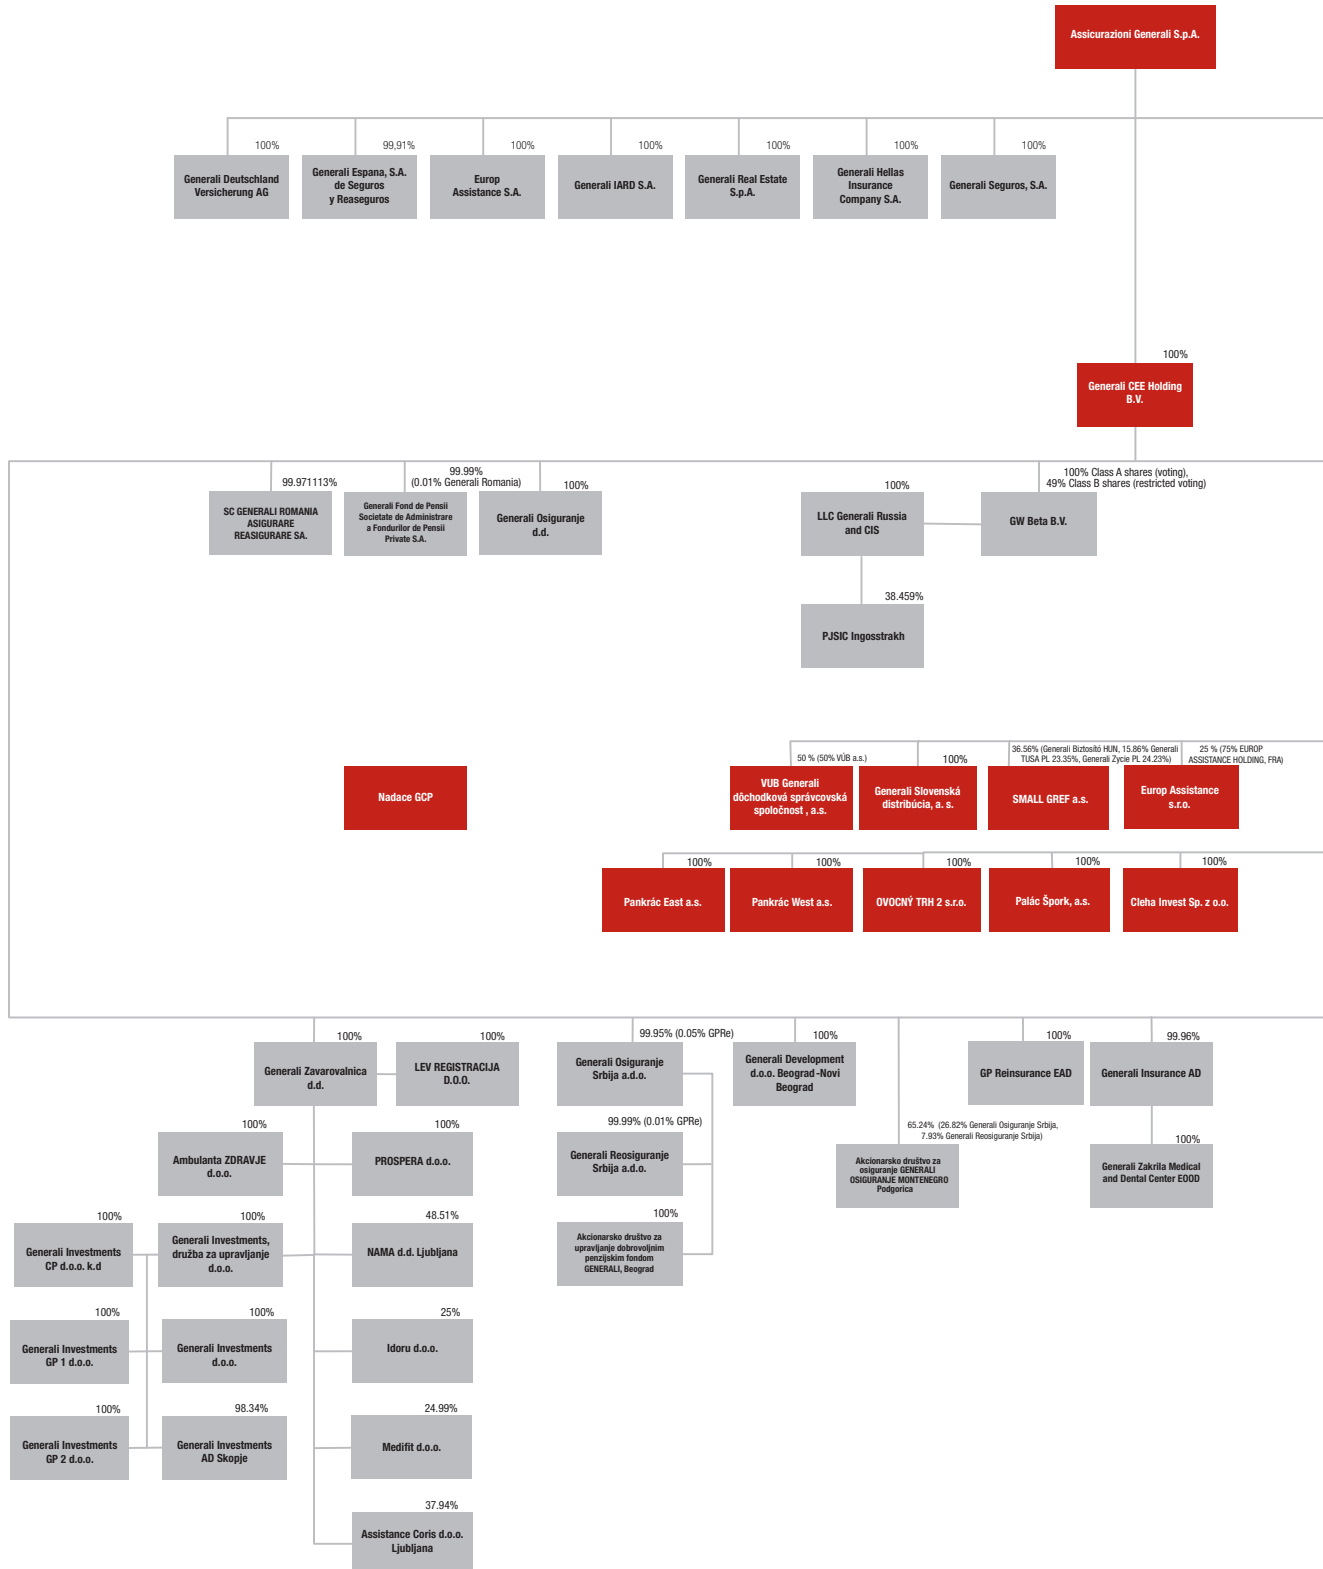 Assicurazioni Generali S.p.A.
100%
Generali Deutschland
Versicherung AG
99,91%
Generali Espana, S.A.
de Seguros
y Reaseguros
100%
Europ
Assistance S.A.
100%
Generali IARD S.A.
100%
Generali Real Estate
S.p.A.
100%
Generali Hellas
Insurance
Company S.A.
100%
Generali Seguros, S.A.
100%
Generali CEE Holding
B.V.
99.971113%
SC GENERALI ROMANIA
ASIGURARE
REASIGURARE SA.
99.99%
(0.01% Generali Romania)
Generali Fond de Pensii
Societate de Administrare
a Fondurilor de Pensii
Private S.A.
100%
Generali Osiguranje
d.d.
100%
LLC Generali Russia
and CIS
100% Class A shares (voting),
49% Class B shares (restricted voting)
GW Beta B.V.
38.459%
PJSIC Ingosstrakh
Nadace GCP
50 % (50% VÚB a.s.)
VUB Generali
dôchodková správcovská
spoločnost , a.s.
100%
Generali Slovenská
distribúcia, a. s.
36.56% (Generali Biztosító HUN, 15.86% Generali
TUSA PL 23.35%, Generali Zycie PL 24.23%)
SMALL GREF a.s.
25 % (75% EUROP
ASSISTANCE HOLDING, FRA)
Europ Assistance
s.r.o.
100%
Pankrác East a.s.
100%
Pankrác West a.s.
100%
OVOCNÝ TRH 2 s.r.o.
100%
Palác Špork, a.s.
100%
Cleha Invest Sp. z o.o.
100%
Generali Zavarovalnica
d.d.
100%
LEV REGISTRACIJA
D.O.O.
99.95% (0.05% GPRe)
Generali Osiguranje
Srbija a.d.o.
100%
Generali Development
d.o.o. Beograd -Novi
Beograd
100%
GP Reinsurance EAD
99.96%
Generali Insurance AD
100%
Ambulanta ZDRAVJE
d.o.o.
100%
PROSPERA d.o.o.
99.99% (0.01% GPRe)
Generali Reosiguranje
Srbija a.d.o.
65.24% (26.82% Generali Osiguranje Srbija,
7.93% Generali Reosiguranje Srbija)
Akcionarsko društvo za
osiguranje GENERALI
OSIGURANJE MONTENEGRO
Podgorica
100%
Generali Zakrila Medical
and Dental Center EOOD
100%
Generali Investments
CP d.o.o. k.d
100%
Generali Investments,
družba za upravljanje
d.o.o.
48.51%
NAMA d.d. Ljubljana
100%
Akcionarsko društvo za
upravljanje dobrovoljnim
penzijskim fondom
GENERALI, Beograd
100%
Generali Investments
GP 1 d.o.o.
100%
Generali Investments
d.o.o.
25%
Idoru d.o.o.
100%
Generali Investments
GP 2 d.o.o.
98.34%
Generali Investments
AD Skopje
24.99%
Medifit d.o.o.
37.94%
Assistance Coris d.o.o.
Ljubljana